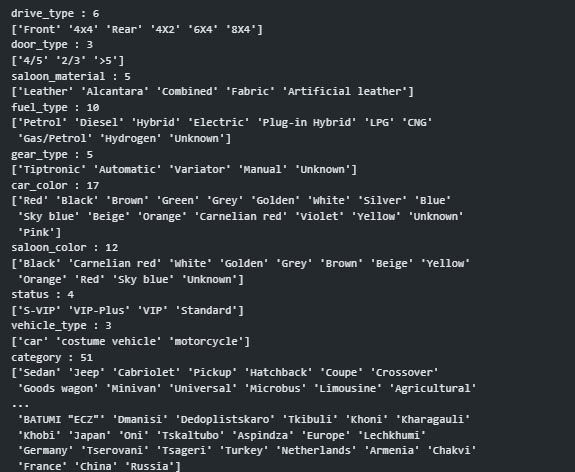 drive_type : 6
['Front' '4x4' 'Rear' '4X2' '6X4' '8X4']
door_type : 3
['4/5' '2/3' '>5']
saloon_material : 5
['Leather' 'Alcantara' 'Combined' 'Fabric' 'Artificial leather']
fuel_type : 10
['Petrol' 'Diesel' 'Hybrid' 'Electric' 'Plug-in Hybrid' 'LPG' 'CNG'
'Gas/Petrol' 'Hydrogen' 'Unknown']
gear_type : 5
['Tiptronic' 'Automatic' 'Variator' 'Manual' 'Unknown']
car_color : 17
['Red' 'Black' 'Brown' 'Green' 'Grey' 'Golden' 'White' 'Silver' 'Blue'
'Sky blue' 'Beige' 'Orange' 'Carnelian red' 'Violet' 'Yellow' 'Unknown'
'Pink']
saloon_color : 12
['Black' 'Carnelian red' 'White' 'Golden' 'Grey' 'Brown' 'Beige' 'Yellow'
'Orange' 'Red' 'Sky blue' 'Unknown']
status : 4
['S-VIP' 'VIP-Plus' 'VIP' 'Standard']
vehicle_type : 3
['car' 'costume vehicle' 'motorcycle']
category : 51
['Sedan' 'Jeep' 'Cabriolet' 'Pickup' 'Hatchback' 'Coupe' 'Crossover'
'Goods wagon' 'Minivan' 'Universal' 'Microbus' 'Limousine' 'Agricultural'
...
'BATUMI "ECZ"' 'Dmanisi' 'Dedoplistskaro' 'Tkibuli' 'Khoni' 'Kharagauli'
'Khobi' 'Japan' 'Oni' 'Tskaltubo' 'Aspindza' 'Europe' 'Lechkhumi'
'Germany' 'Tserovani' 'Tsageri' 'Turkey' 'Netherlands' 'Armenia' 'Chakvi'
'France' 'China' 'Russia']